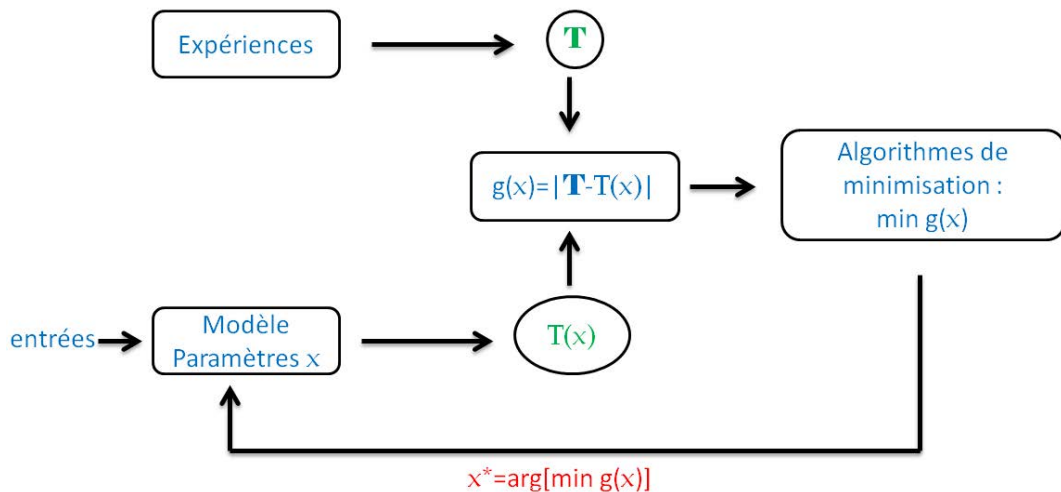 Expériences
T
g(x)=|T-T(x)|
Algorithmes de
minimisation :
min g(x)
entrées
Modèle
Paramètres x
T(x)
x*=arg[min g(x)]